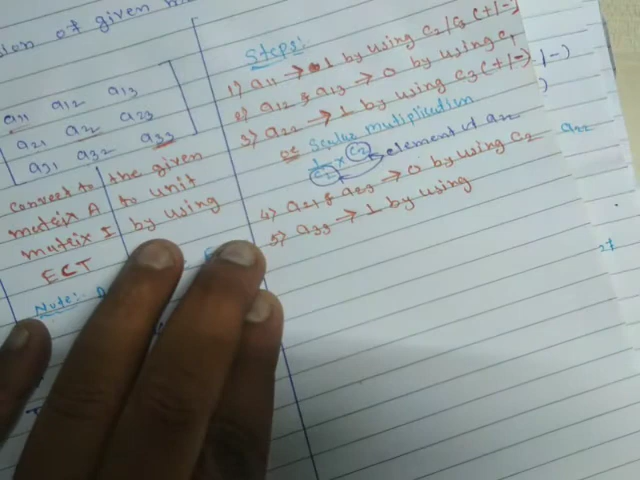 sion of given
a11 a12 a13
a21 a22 a23
a31 a32 a33
Convert to the given
matrix A to unit
matrix I by using
ECT
Note:-
Steps:
1) a11 → 1 by using C2/C3 (+/-)
2) a12 & a13 → 0 by using C1
3) a22 → 1 by using C3 (+/-)
or Scalar multiplication
C2 element of a22
4) a21 & a23 → 0 by using C2
5) a33 → 1 by using
-)
)
a22